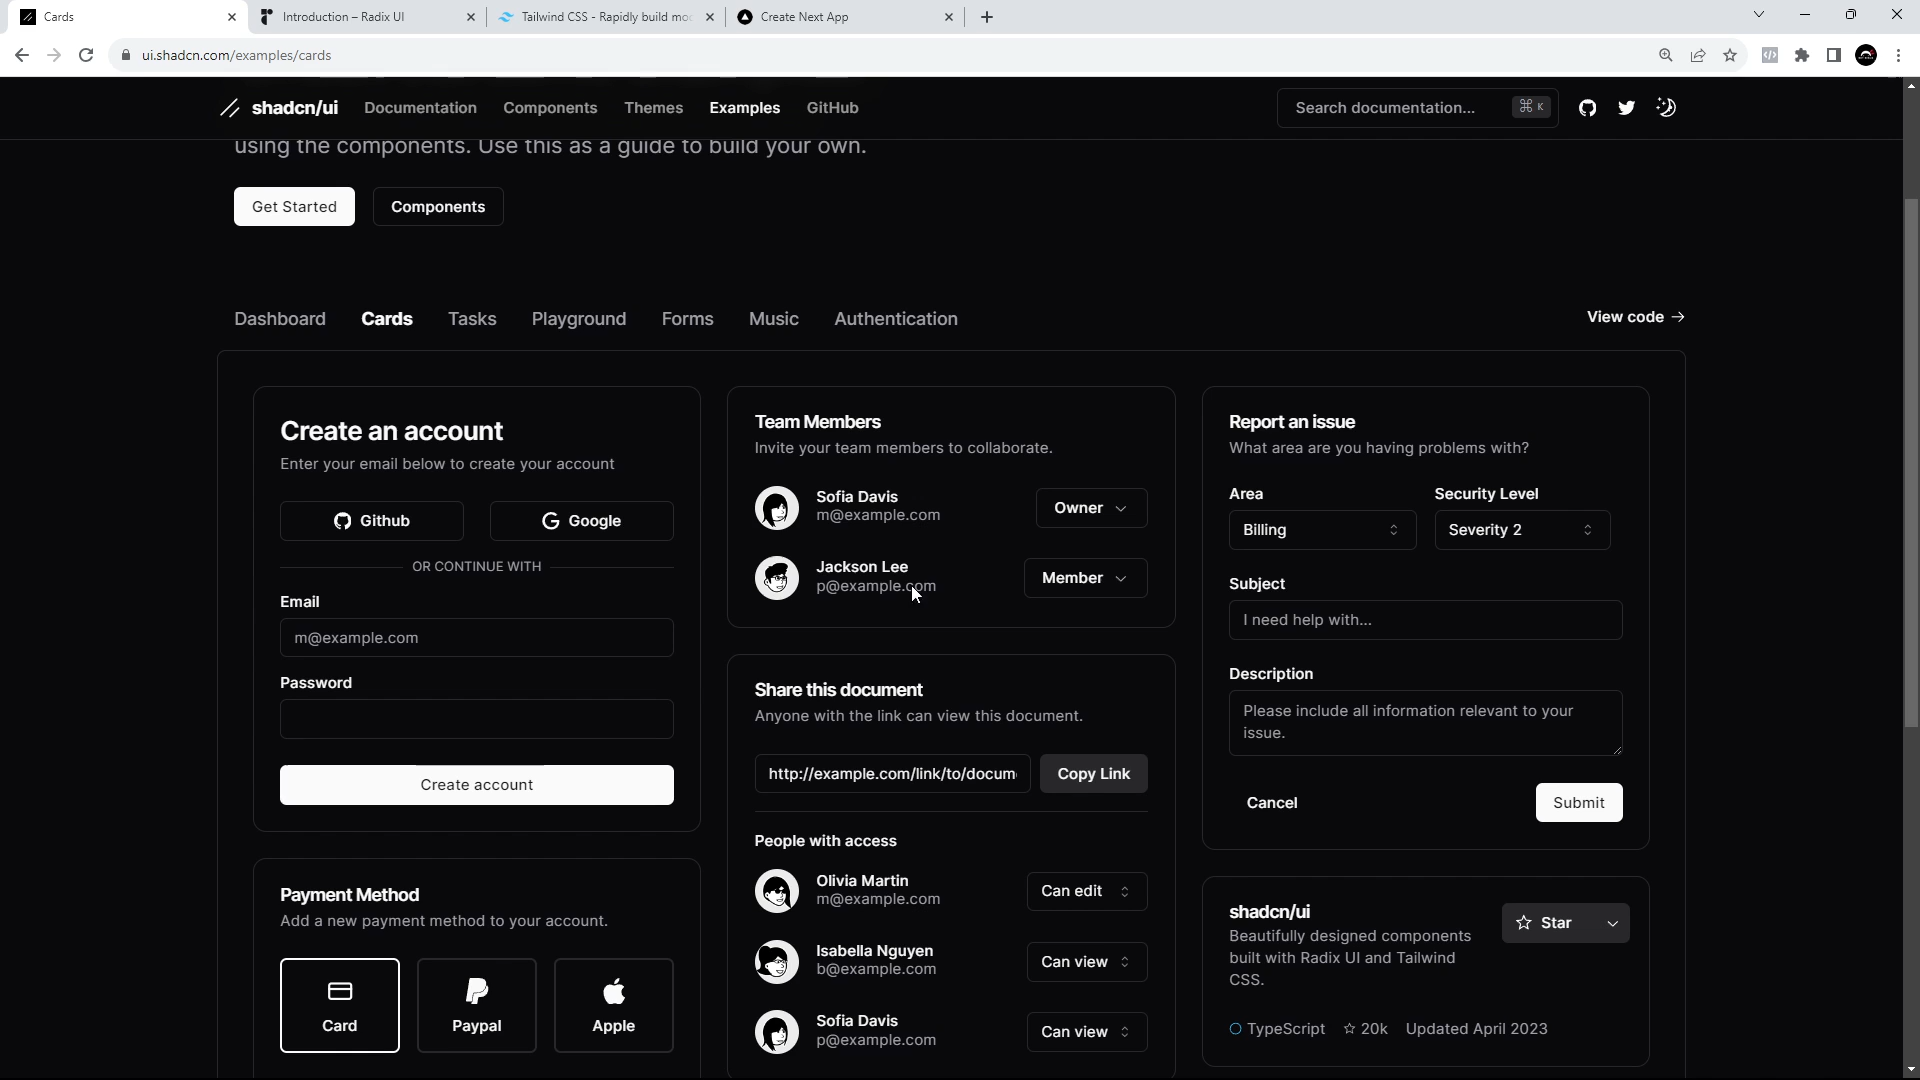 Cards
Introduction – Radix UI
Tailwind CSS - Rapidly build mo
Create Next App
ui.shadcn.com/examples/cards
shadcn/ui
Documentation
Components
Themes
Examples
GitHub
Search documentation...
⌘ K
using the components. Use this as a guide to build your own.
Get Started
Components
Dashboard
Cards
Tasks
Playground
Forms
Music
Authentication
View code →
Create an account
Enter your email below to create your account
Github
Google
OR CONTINUE WITH
Email
m@example.com
Password
Create account
Payment Method
Add a new payment method to your account.
Card
Paypal
Apple
Team Members
Invite your team members to collaborate.
Sofia Davis
m@example.com
Owner
Jackson Lee
p@example.com
Member
Share this document
Anyone with the link can view this document.
http://example.com/link/to/docum
Copy Link
People with access
Olivia Martin
m@example.com
Can edit
Isabella Nguyen
b@example.com
Can view
Sofia Davis
p@example.com
Can view
Report an issue
What area are you having problems with?
Area
Security Level
Billing
Severity 2
Subject
I need help with...
Description
Please include all information relevant to your
issue.
Cancel
Submit
shadcn/ui
Star
Beautifully designed components
built with Radix UI and Tailwind
CSS.
TypeScript
20k
Updated April 2023